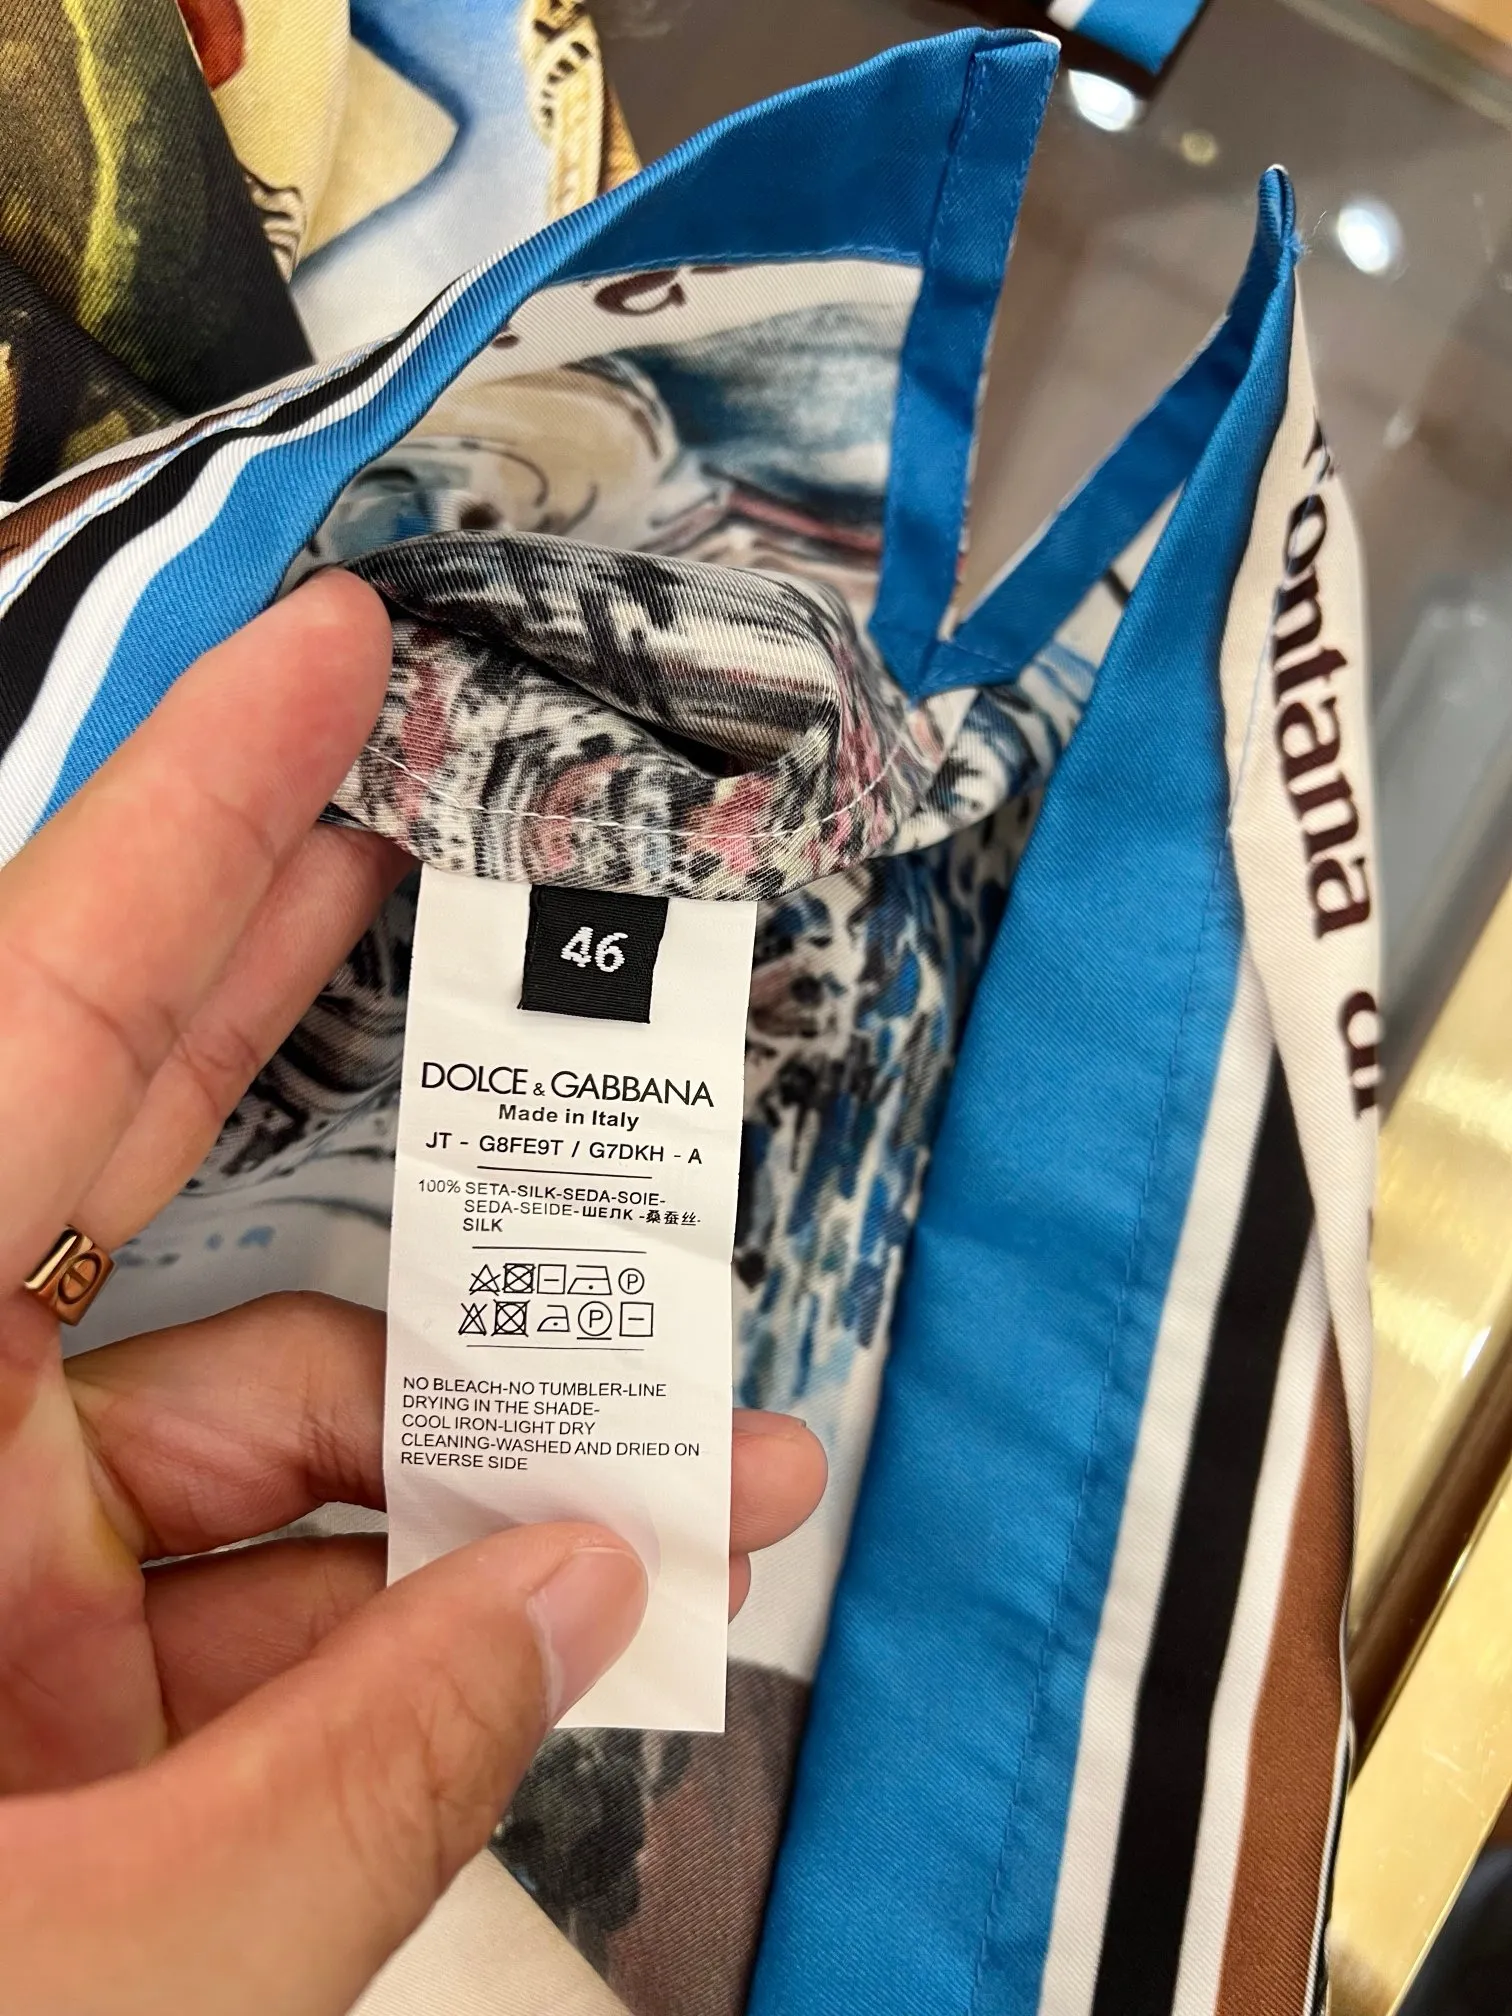 46
DOLCE & GABBANA
Made in Italy
JT - G8FE9T / G7DKH - A
100% SETA-SILK-SEDA-SOIE-
SEDA-SEIDE-ШЕЛК -桑蚕丝-
SILK
P
P
NO BLEACH-NO TUMBLER-LINE
DRYING IN THE SHADE-
COOL IRON-LIGHT DRY
CLEANING-WASHED AND DRIED ON
REVERSE SIDE
Fontana di